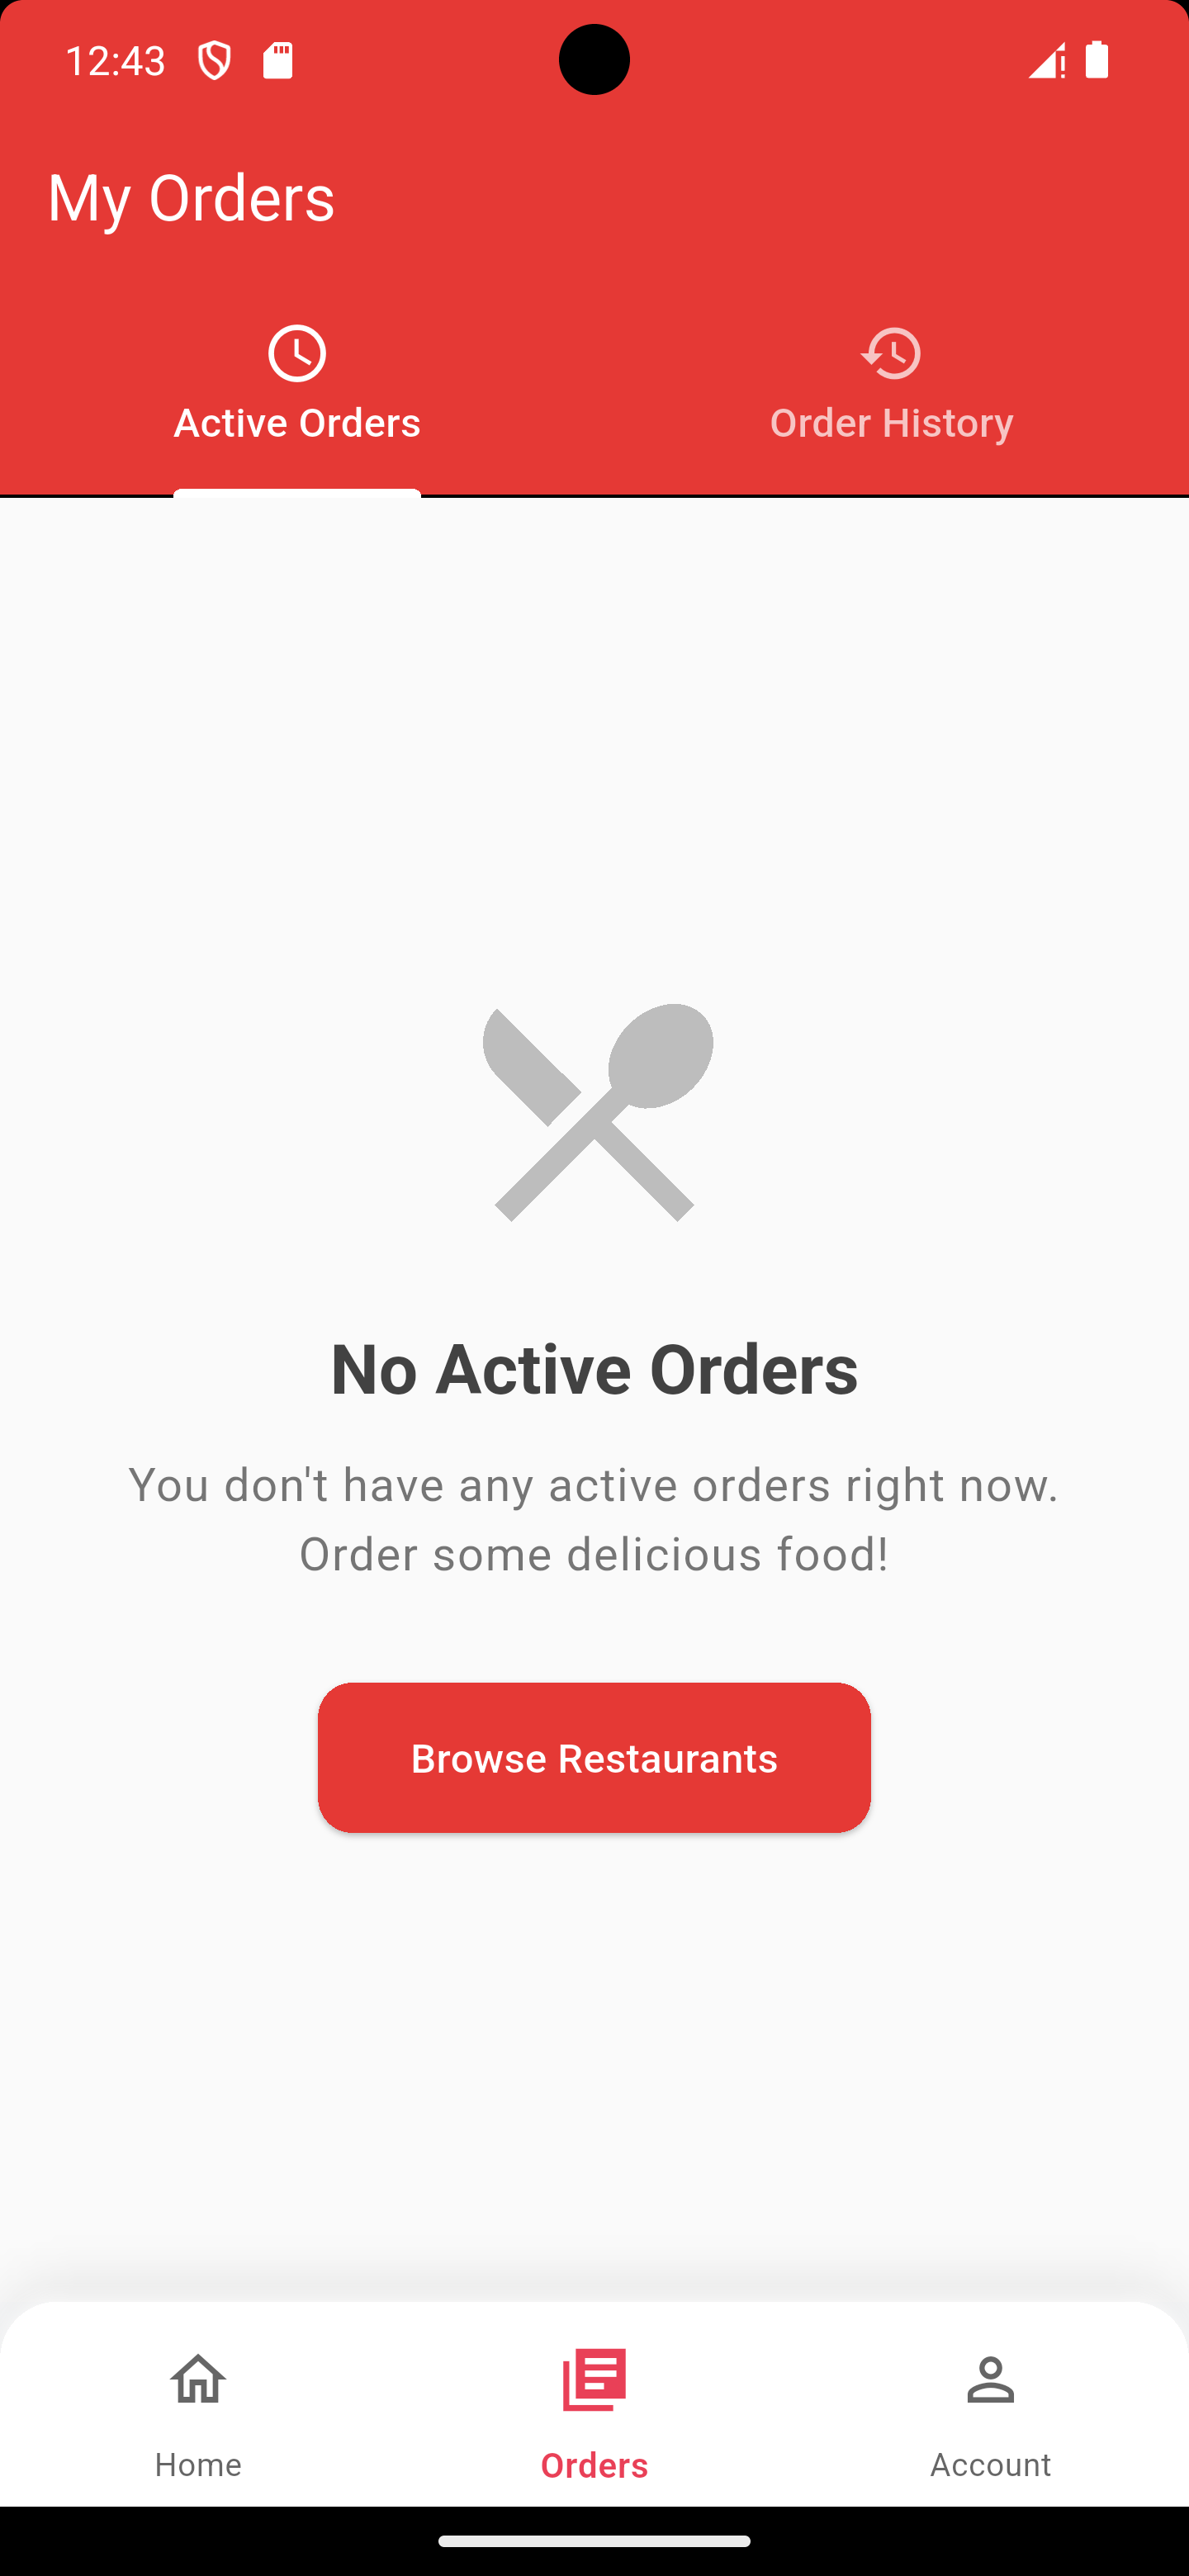 12:43
My Orders
Active Orders
Order History
No Active Orders
You don't have any active orders right now.
Order some delicious food!
Browse Restaurants
Home
Orders
Account